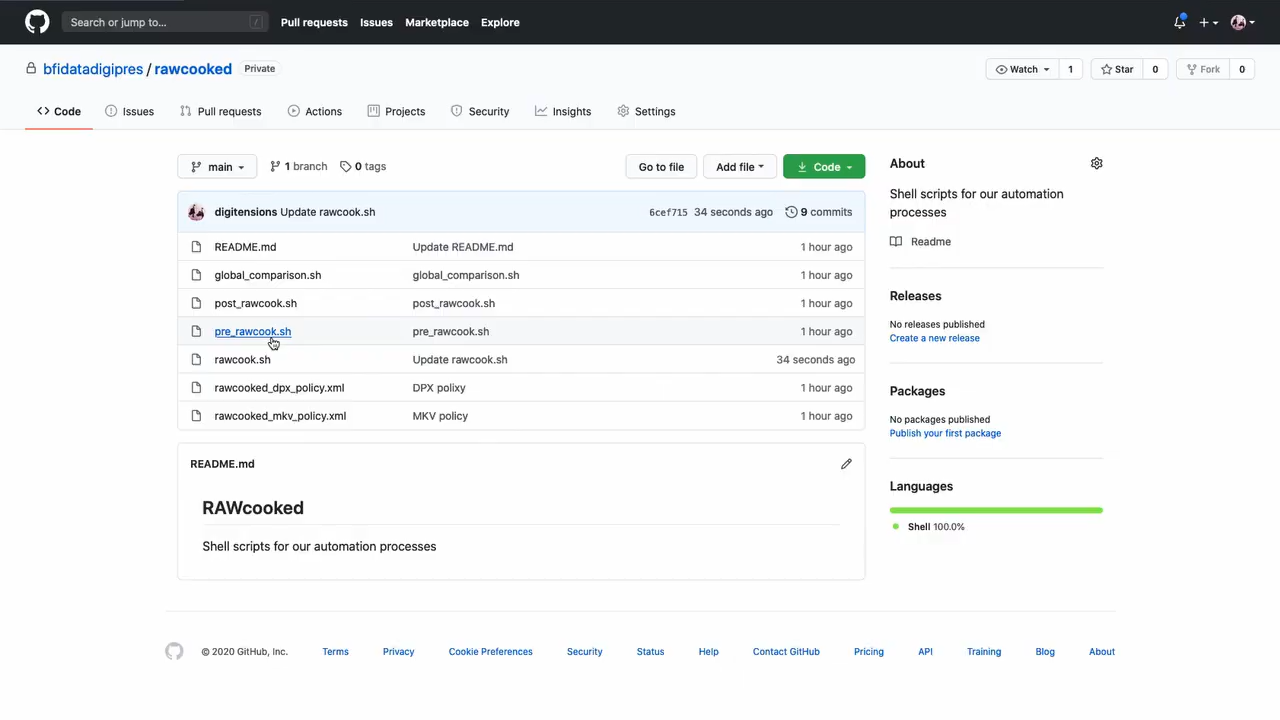 Search or jump to... /
Pull requests Issues Marketplace Explore
bfidatadigipres / rawcooked Private
Watch 1 Star 0 Fork 0
Code Issues Pull requests Actions Projects Security Insights Settings
main 1 branch 0 tags Go to file Add file Code
digitensions Update rawcook.sh 6cef715 34 seconds ago 9 commits
README.md Update README.md 1 hour ago
global_comparison.sh global_comparison.sh 1 hour ago
post_rawcook.sh post_rawcook.sh 1 hour ago
pre_rawcook.sh pre_rawcook.sh 1 hour ago
rawcook.sh Update rawcook.sh 34 seconds ago
rawcooked_dpx_policy.xml DPX polixy 1 hour ago
rawcooked_mkv_policy.xml MKV policy 1 hour ago
README.md
RAWcooked
Shell scripts for our automation processes
About
Shell scripts for our automation
processes
Readme
Releases
No releases published
Create a new release
Packages
No packages published
Publish your first package
Languages
Shell 100.0%
© 2020 GitHub, Inc. Terms Privacy Cookie Preferences Security Status Help Contact GitHub Pricing API Training Blog About